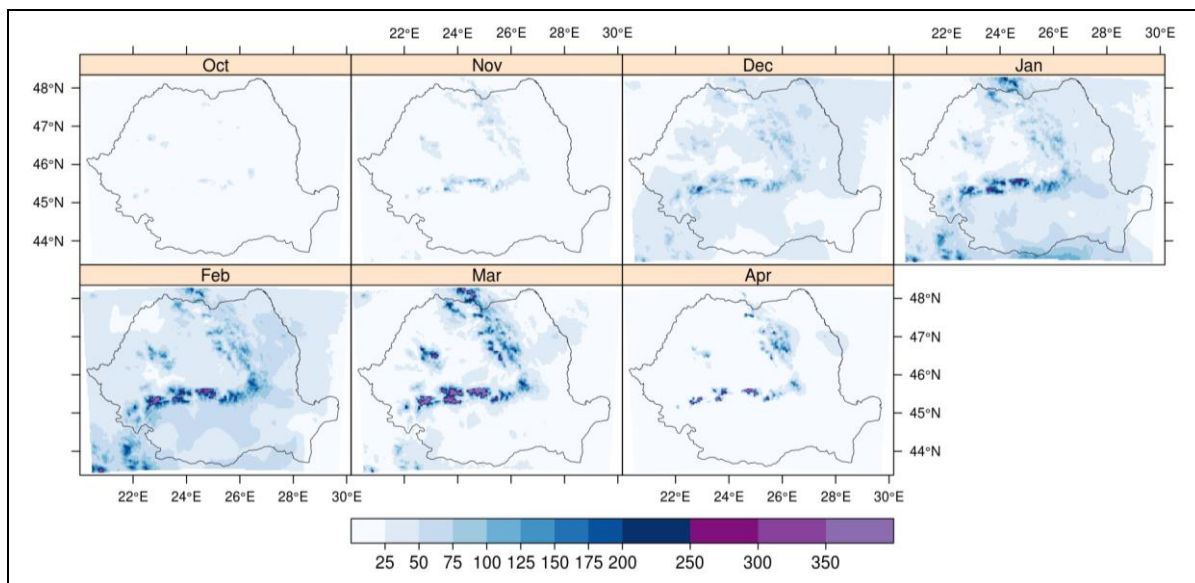 22°E 24°E 26°E 28°E 30°E 22°E 24°E 26°E 28°E 30°E
Oct Nov Dec Jan
48°N
47°N
46°N
45°N
44°N
Feb Mar Apr
48°N
47°N
46°N
45°N
44°N
22°E 24°E 26°E 28°E 30°E 22°E 24°E 26°E 28°E 30°E
25 50 75 100 125 150 175 200 250 300 350